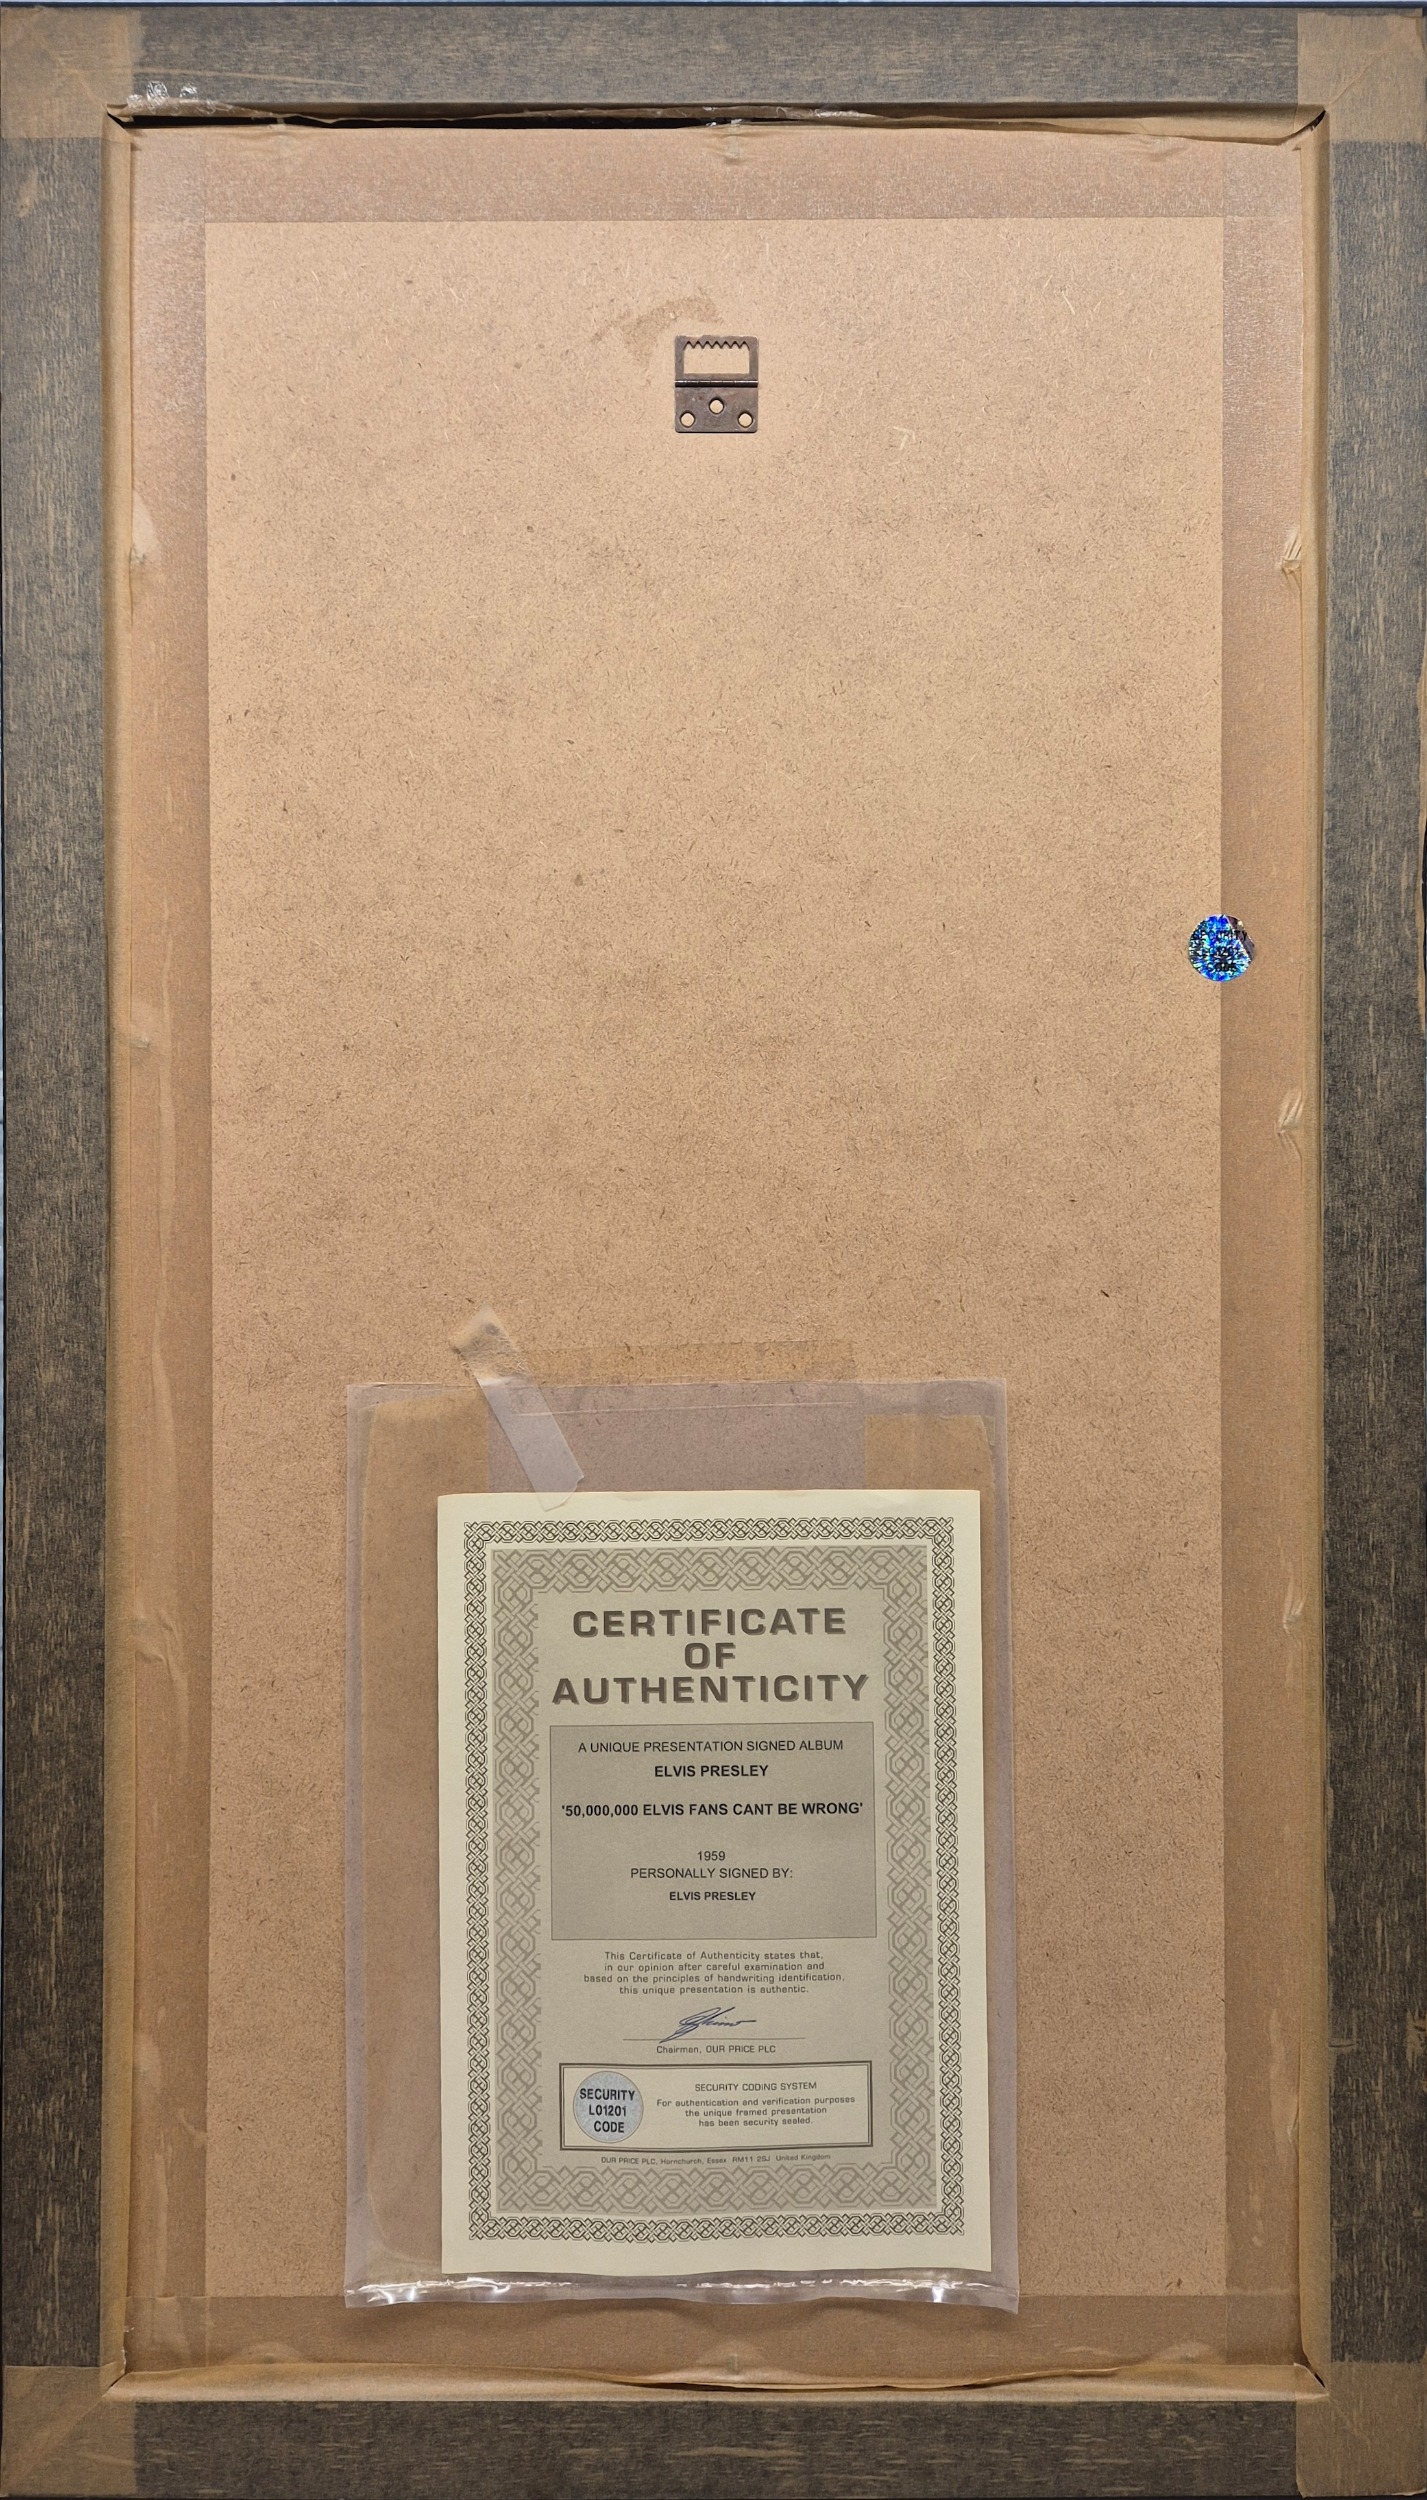 SECURITY
CODE
CERTIFICATE
OF
AUTHENTICITY
A UNIQUE PRESENTATION SIGNED ALBUM
ELVIS PRESLEY
'50,000,000 ELVIS FANS CANT BE WRONG'
1959
PERSONALLY SIGNED BY:
ELVIS PRESLEY
This Certificate of Authenticity states that,
in our opinion after careful examination and
based on the principles of handwriting identification,
this unique presentation is authentic.
Chairman, OUR PRICE PLC
SECURITY
L01201
CODE
SECURITY CODING SYSTEM
For authentication and verification purposes
the unique framed presentation
has been security sealed.
OUR PRICE PLC, Hornchurch, Essex RM11 2SJ United Kingdom